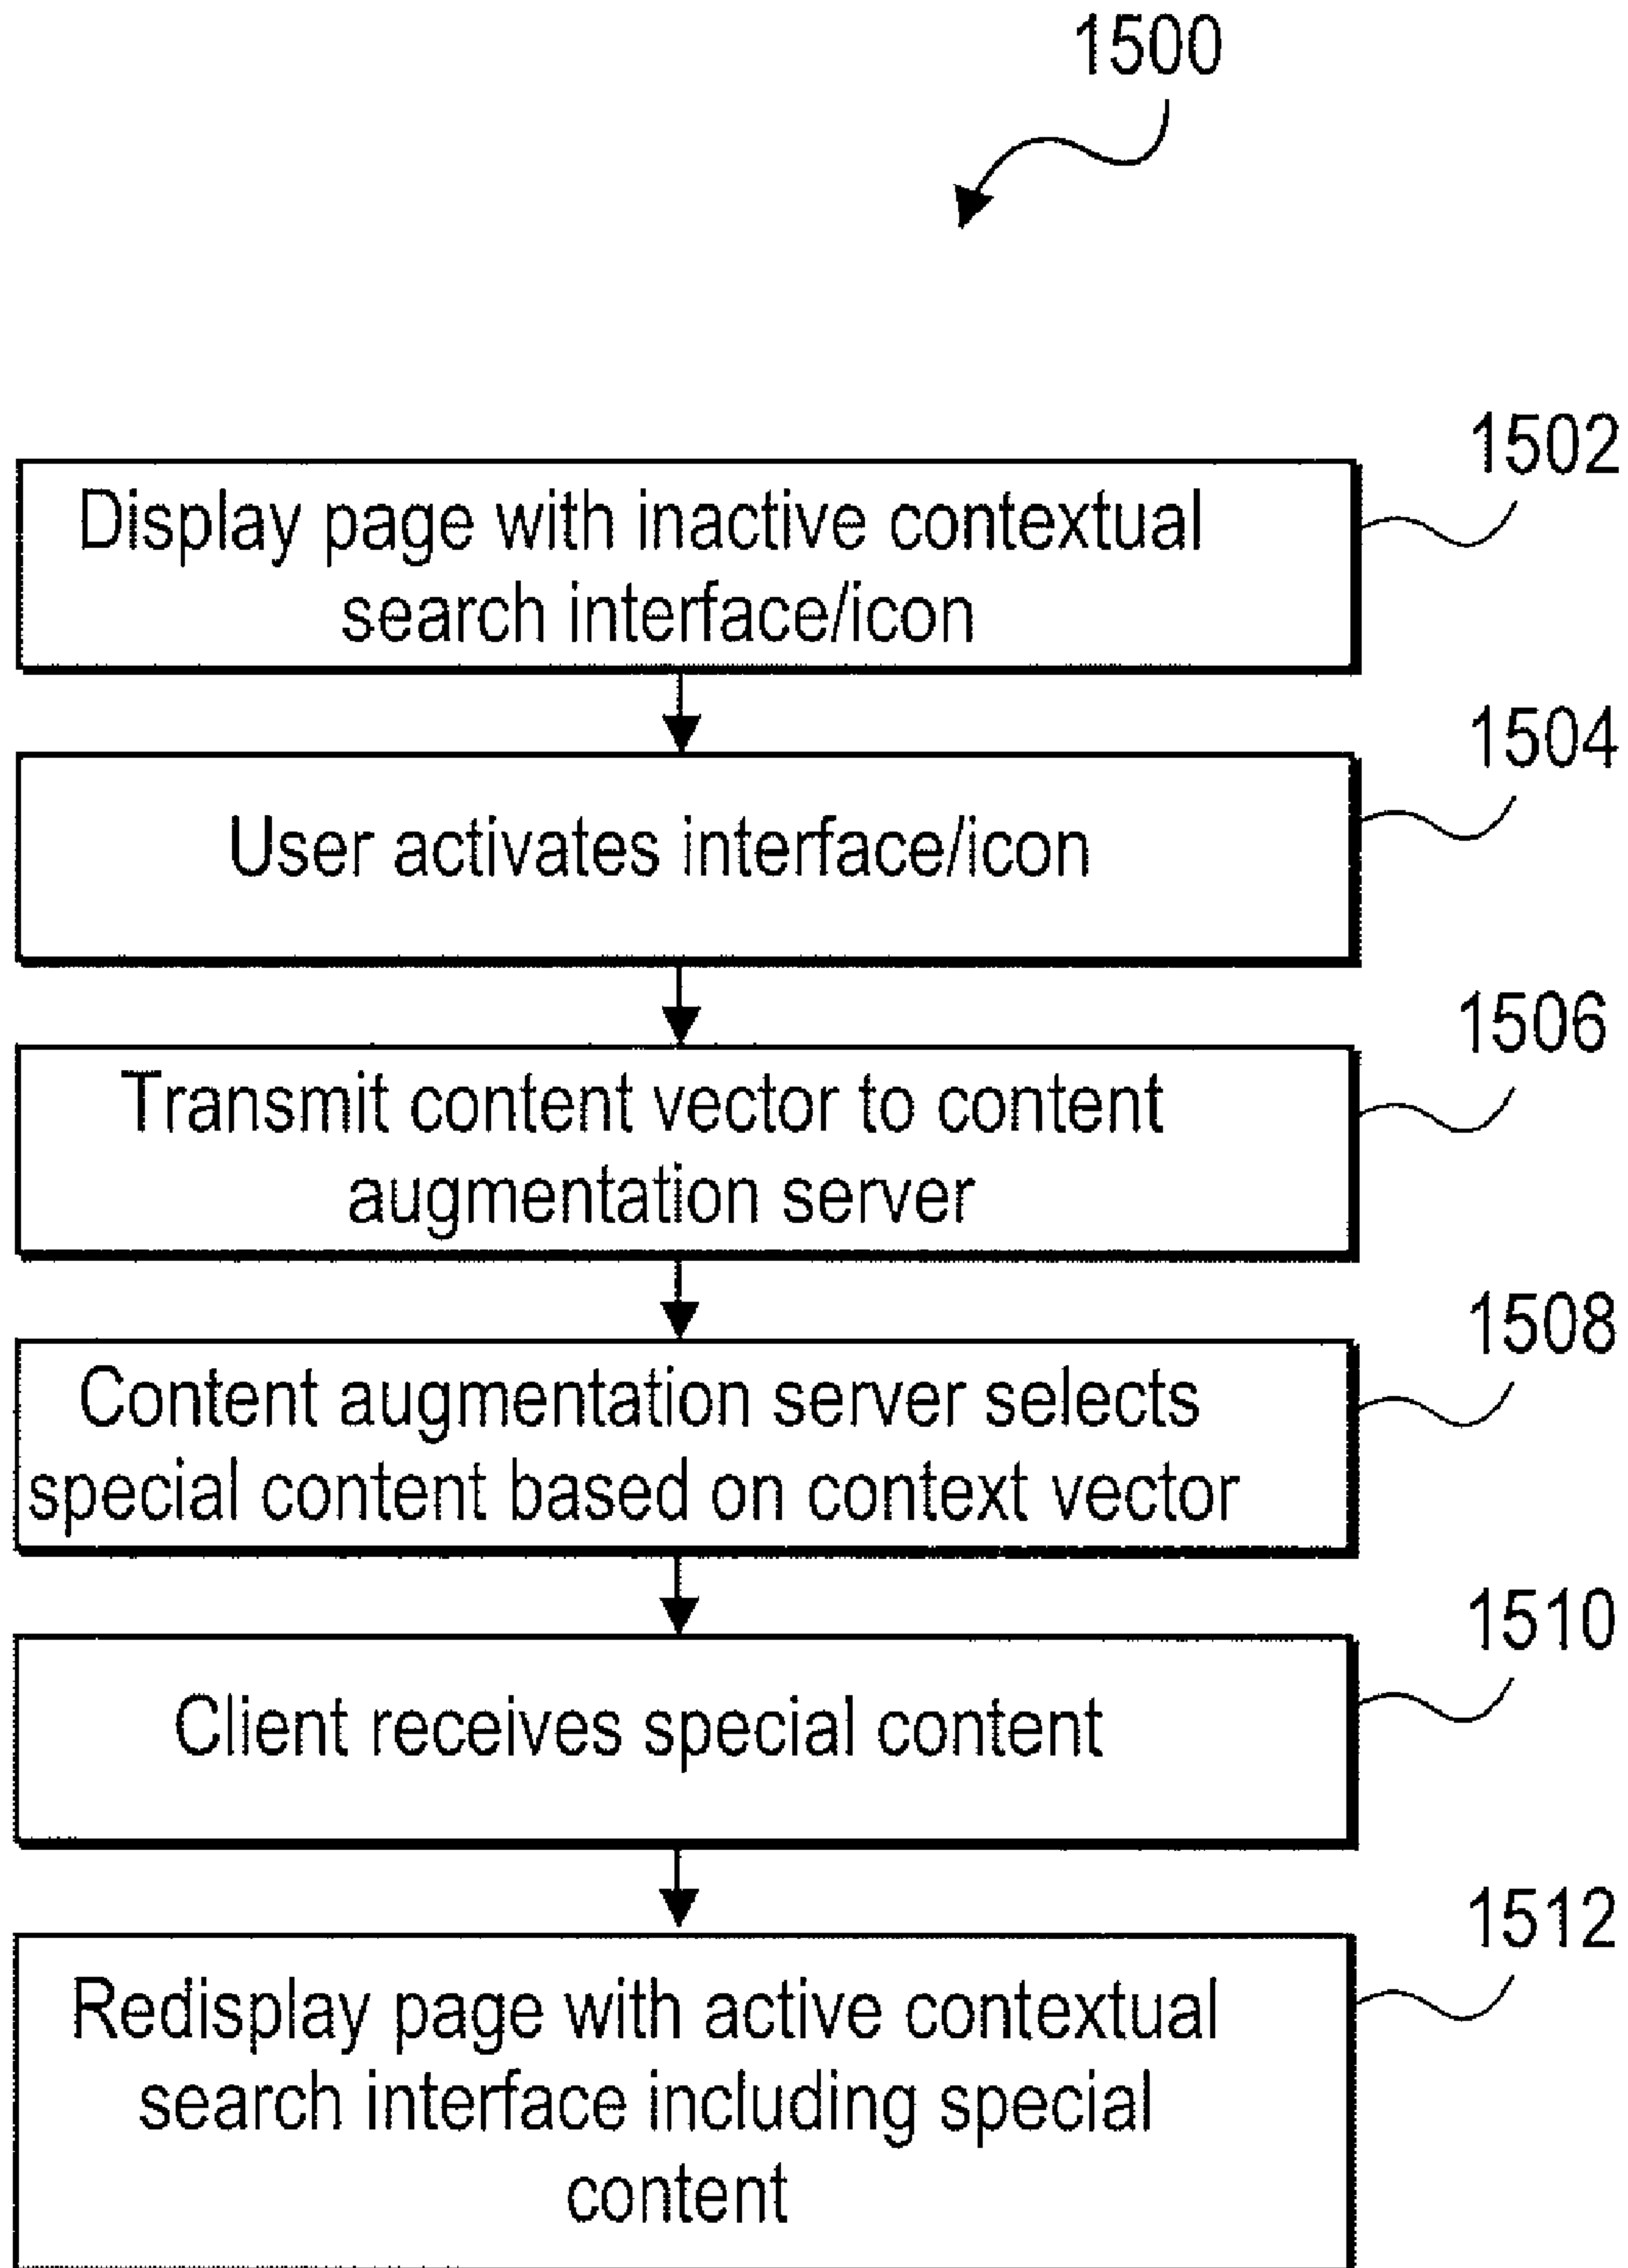 1500
1502
Display page with inactive contextual
search interface/icon
1504
User activates interface/icon
1506
Transmit content vector to content
augmentation server
1508
Content augmentation server selects
special content based on context vector
1510
Client receives special content
1512
Redisplay page with active contextual
search interface including special
content